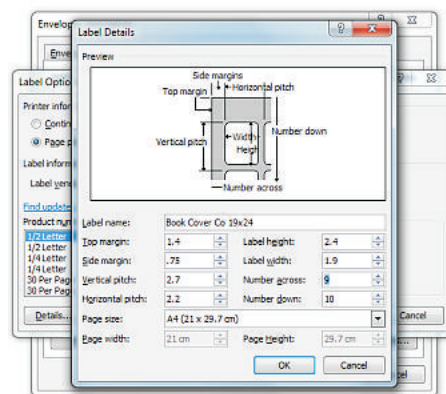 Envelop
Label Details
Enve
Preview
Label Optio
Side margins
Top margin
Horizontal pitch
Printer infor
Contin
Page p
Vertical pitch
Width
Heigh
Number down
Label inform
Label vend
Number across
Find update
Product num
Label name: Book Cover Co 19x24
1/2 Letter
1/2 Letter
1/4 Letter
1/4 Letter
30 Per Page
30 Per Page
Top margin: 1.4 Label height: 2.4
Side margin: .75 Label width: 1.9
Vertical pitch: 2.7 Number across: 9
Horizontal pitch: 2.2 Number down: 10
Page size: A4 (21 x 29.7 cm)
Details... Cancel
Page width: 21 cm Page Height: 29.7 cm
OK Cancel
cel